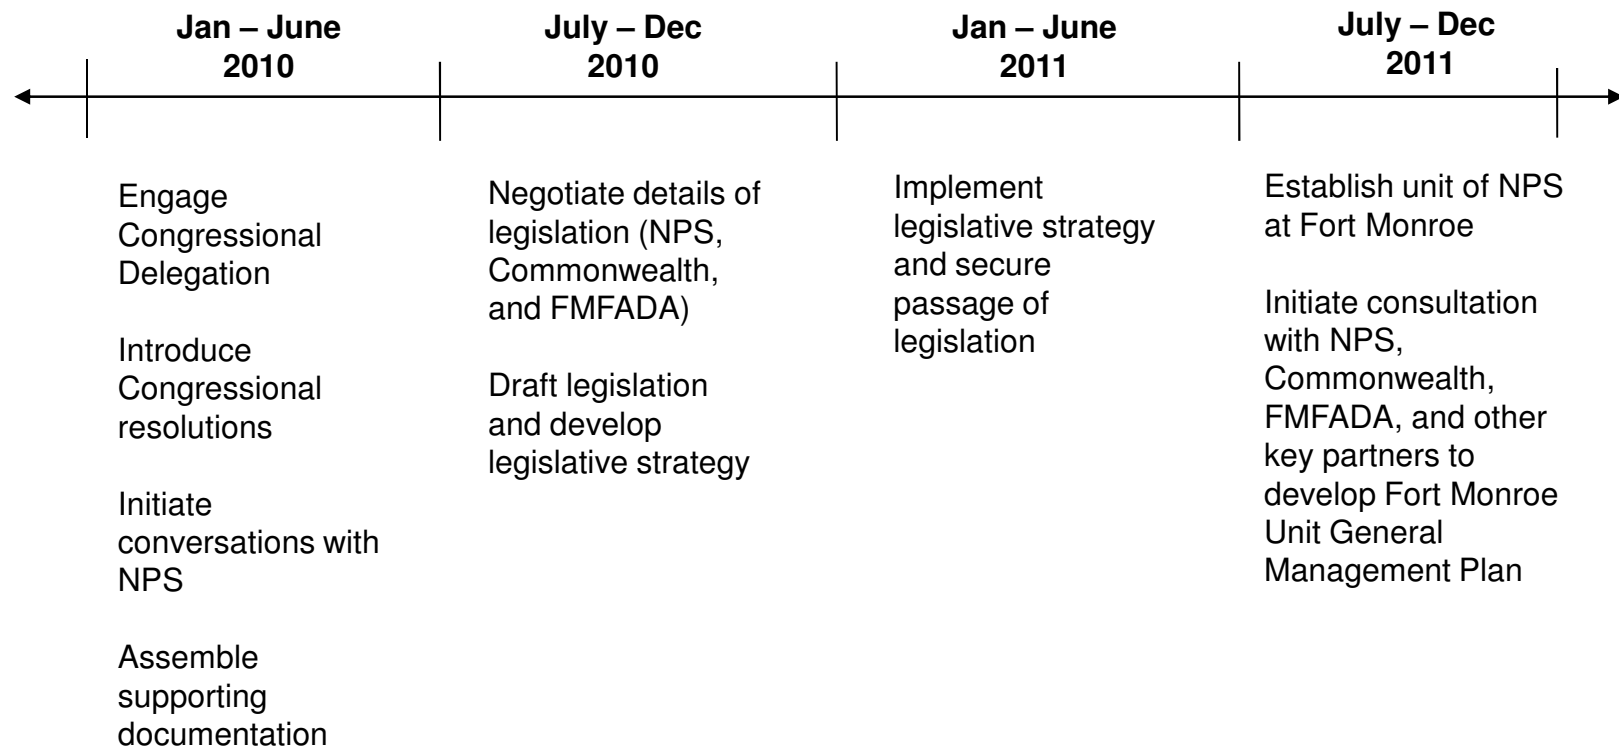 Jan – June
2010
July – Dec
2010
Jan – June
2011
July – Dec
2011
Engage
Congressional
Delegation
Introduce
Congressional
resolutions
Initiate
conversations with
NPS
Assemble
supporting
documentation
Negotiate details of
legislation (NPS,
Commonwealth,
and FMFADA)
Draft legislation
and develop
legislative strategy
Implement
legislative strategy
and secure
passage of
legislation
Establish unit of NPS
at Fort Monroe
Initiate consultation
with NPS,
Commonwealth,
FMFADA, and other
key partners to
develop Fort Monroe
Unit General
Management Plan